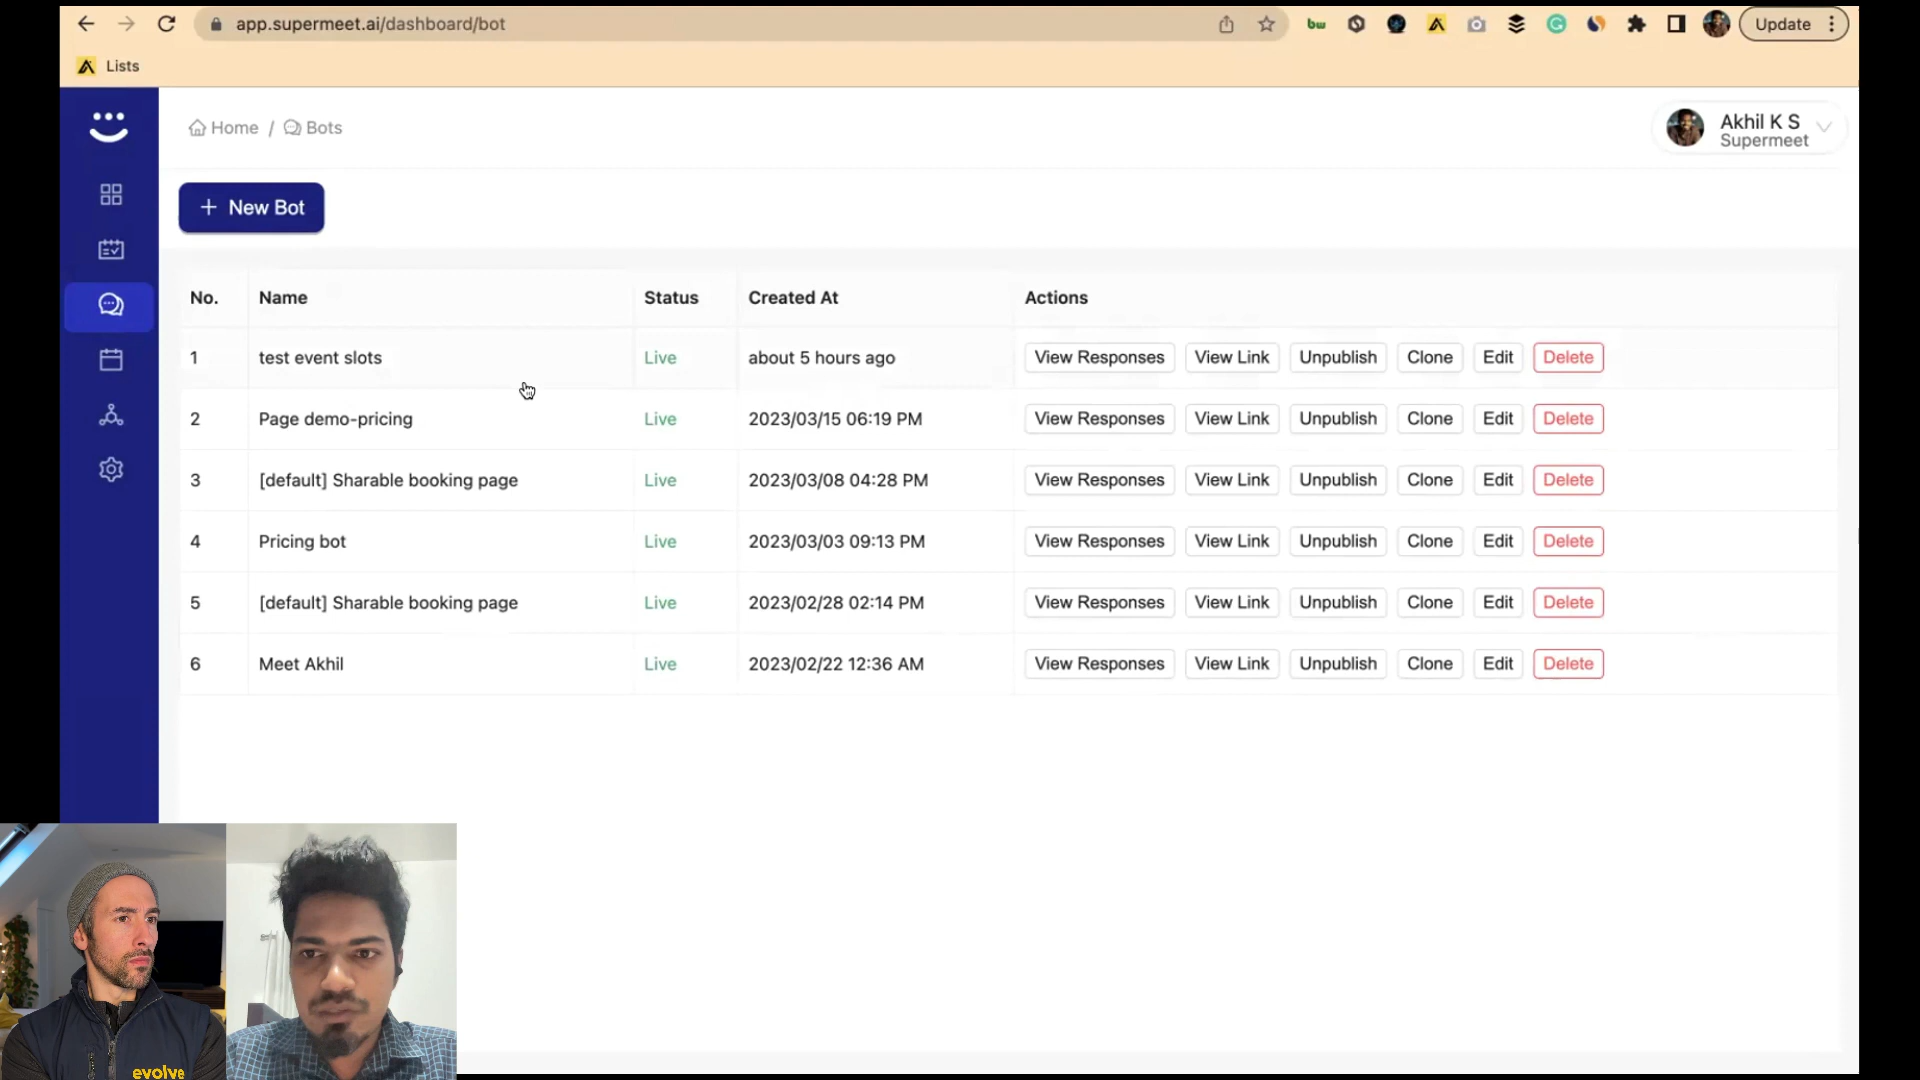 app.supermeet.ai/dashboard/bot
bw
Update
Lists
Home / Bots
Akhil K S
Supermeet
+ New Bot
No. Name Status Created At Actions
1 test event slots Live about 5 hours ago View Responses View Link Unpublish Clone Edit Delete
2 Page demo-pricing Live 2023/03/15 06:19 PM View Responses View Link Unpublish Clone Edit Delete
3 [default] Sharable booking page Live 2023/03/08 04:28 PM View Responses View Link Unpublish Clone Edit Delete
4 Pricing bot Live 2023/03/03 09:13 PM View Responses View Link Unpublish Clone Edit Delete
5 [default] Sharable booking page Live 2023/02/28 02:14 PM View Responses View Link Unpublish Clone Edit Delete
6 Meet Akhil Live 2023/02/22 12:36 AM View Responses View Link Unpublish Clone Edit Delete
evolve